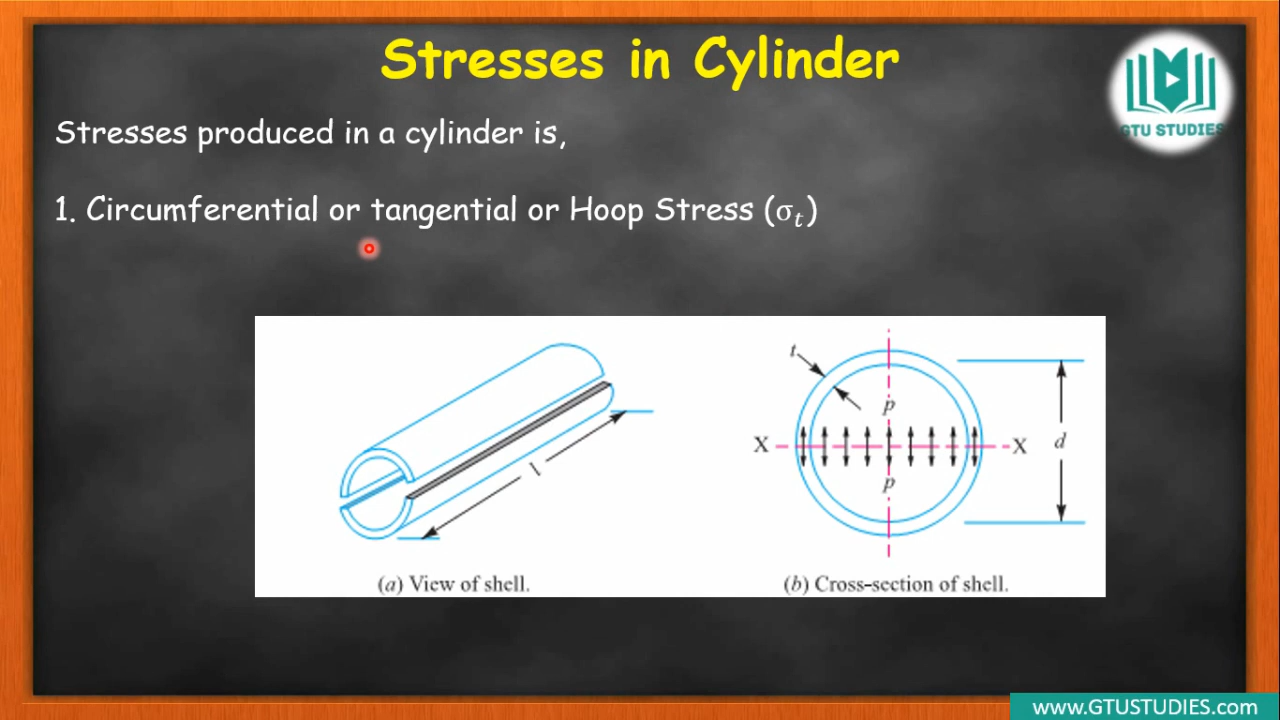 Stresses in Cylinder
GTU STUDIES
Stresses produced in a cylinder is,
1. Circumferential or tangential or Hoop Stress (σₜ)
t
p
X
X
d
p
l
(a) View of shell.
(b) Cross-section of shell.
www.GTUSTUDIES.com